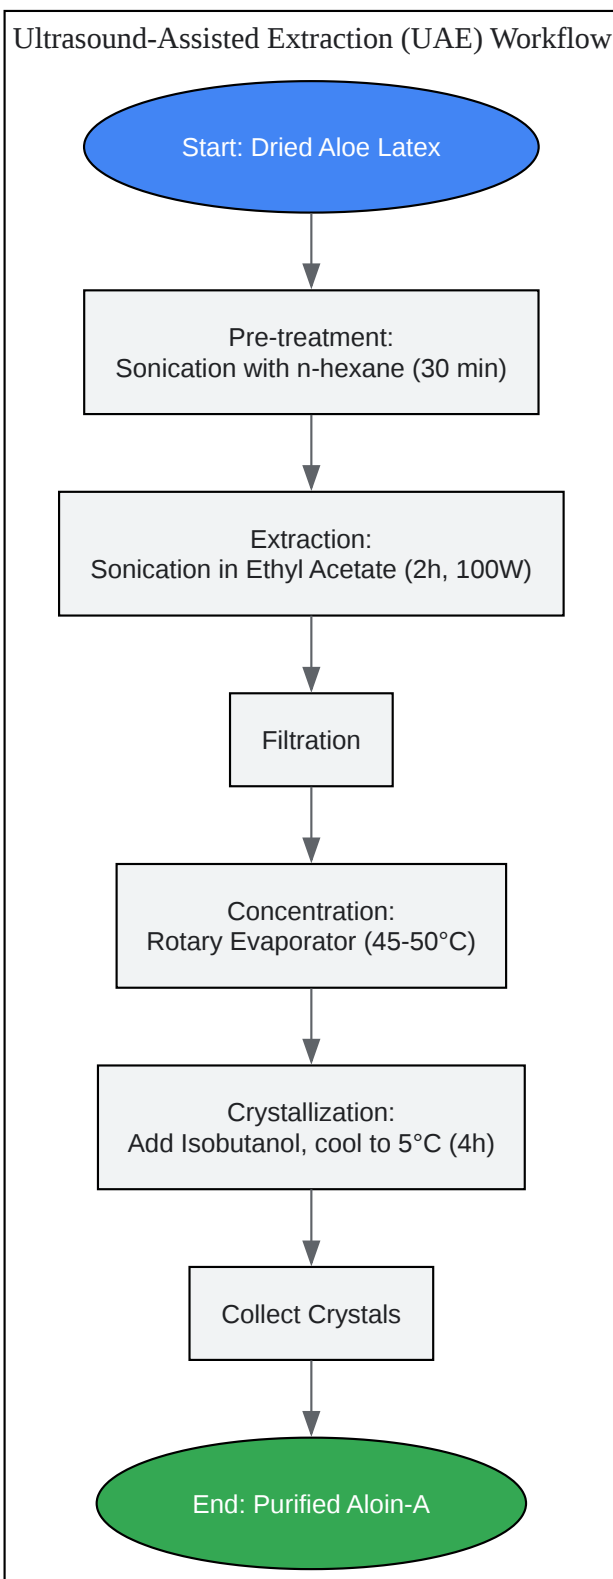 Ultrasound-Assisted Extraction (UAE) Workflow
Start: Dried Aloe Latex
Pre-treatment:
Sonication with n-hexane (30 min)
Extraction:
Sonication in Ethyl Acetate (2h, 100W)
Filtration
Concentration:
Rotary Evaporator (45-50°C)
Crystallization:
Add Isobutanol, cool to 5°C (4h)
Collect Crystals
End: Purified Aloin-A